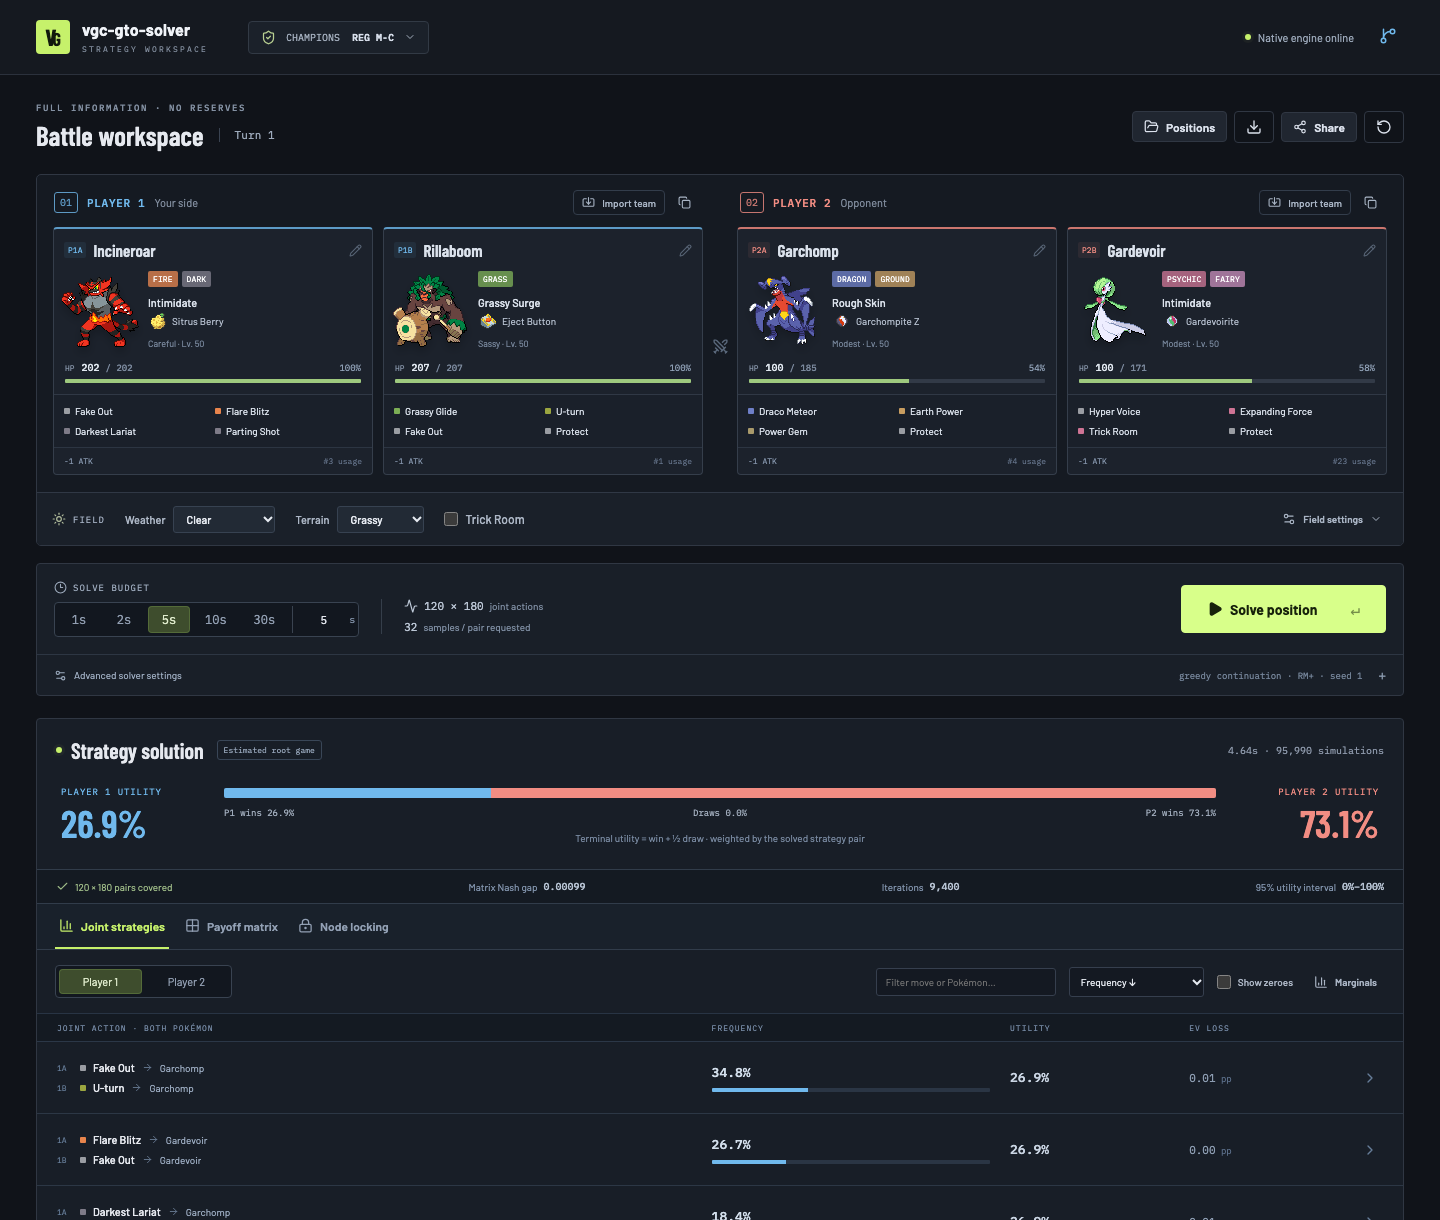 VG
vgc-gto-solver
STRATEGY WORKSPACE
CHAMPIONS REG M-C
Native engine online
FULL INFORMATION · NO RESERVES
Battle workspace
Turn 1
Positions
Share
01 PLAYER 1 Your side
Import team
02 PLAYER 2 Opponent
Import team
P1A Incineroar
FIRE DARK
Intimidate
Sitrus Berry
Careful · Lv. 50
HP 202 / 202 100%
Fake Out
Flare Blitz
Darkest Lariat
Parting Shot
-1 ATK
#3 usage
P1B Rillaboom
GRASS
Grassy Surge
Eject Button
Sassy · Lv. 50
HP 207 / 207 100%
Grassy Glide
U-turn
Fake Out
Protect
-1 ATK
#1 usage
P2A Garchomp
DRAGON GROUND
Rough Skin
Garchompite Z
Modest · Lv. 50
HP 100 / 185 54%
Draco Meteor
Earth Power
Power Gem
Protect
-1 ATK
#4 usage
P2B Gardevoir
PSYCHIC FAIRY
Intimidate
Gardevoirite
Modest · Lv. 50
HP 100 / 171 58%
Hyper Voice
Expanding Force
Trick Room
Protect
-1 ATK
#23 usage
FIELD
Weather Clear
Terrain Grassy
Trick Room
Field settings
SOLVE BUDGET
1s 2s 5s 10s 30s 5 s
120 × 180 joint actions
32 samples / pair requested
Solve position ↵
Advanced solver settings
greedy continuation · RM+ · seed 1 +
Strategy solution
Estimated root game
4.64s · 95,990 simulations
PLAYER 1 UTILITY
26.9%
P1 wins 26.9%
Draws 0.0%
P2 wins 73.1%
Terminal utility = win + ½ draw · weighted by the solved strategy pair
PLAYER 2 UTILITY
73.1%
120 × 180 pairs covered
Matrix Nash gap 0.00099
Iterations 9,400
95% utility interval 0%–100%
Joint strategies
Payoff matrix
Node locking
Player 1
Player 2
Filter move or Pokémon...
Frequency ↓
Show zeroes
Marginals
JOINT ACTION · BOTH POKÉMON
FREQUENCY
UTILITY
EV LOSS
1A Fake Out → Garchomp
1B U-turn → Garchomp
34.8%
26.9%
0.01 pp
1A Flare Blitz → Gardevoir
1B Fake Out → Gardevoir
26.7%
26.9%
0.00 pp
1A Darkest Lariat → Garchomp
18.4%